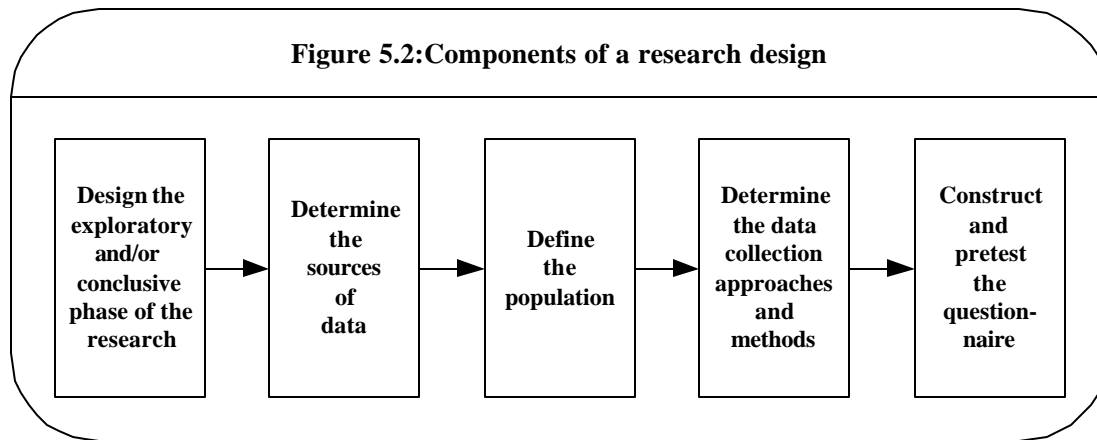 Figure 5.2:Components of a research design
Design the
exploratory
and/or
conclusive
phase of the
research
Determine
the
sources
of
data
Define
the
population
Determine
the data
collection
approaches
and
methods
Construct
and
pretest
the
question-
naire